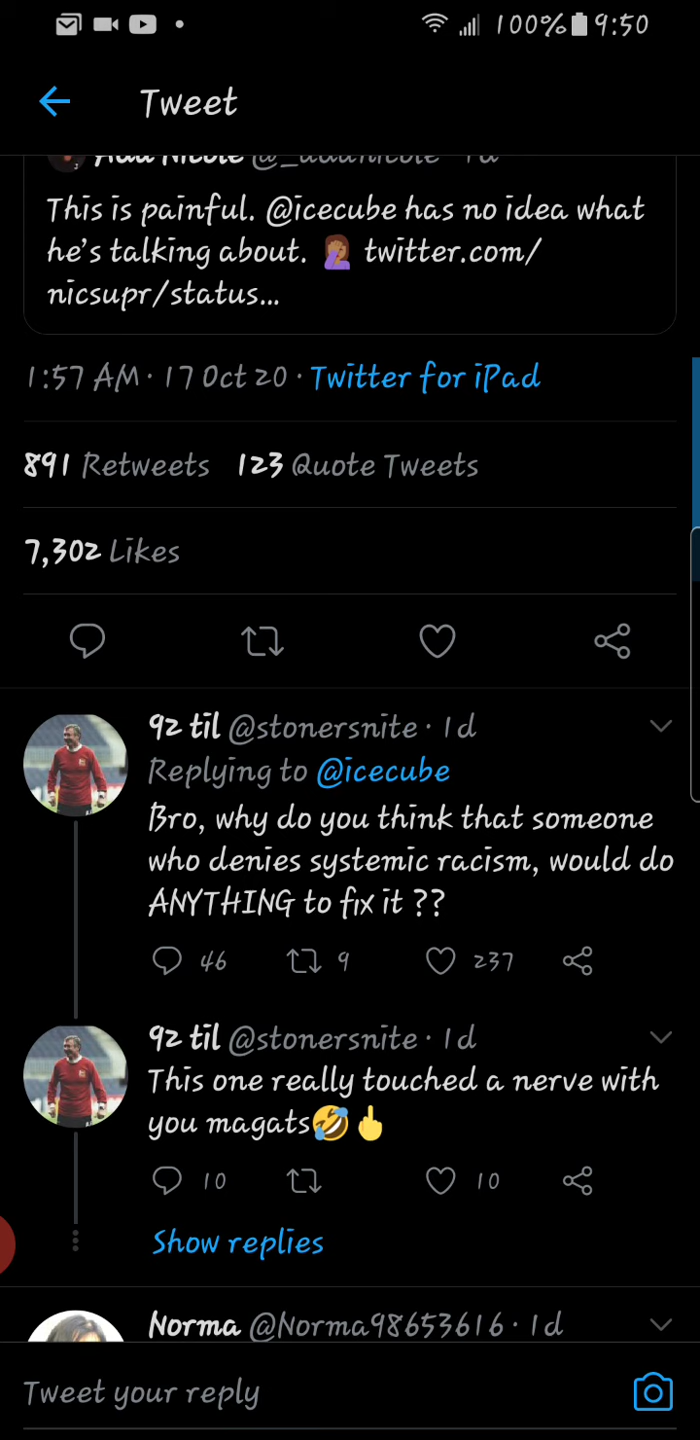 100% 9:50
Tweet
This is painful. @icecube has no idea what
he's talking about. 🤦🏾‍♀️ twitter.com/
nicsupr/status...
1:57 AM · 17 Oct 20 · Twitter for iPad
891 Retweets 123 Quote Tweets
7,302 Likes
92 til @stonersnite · 1d
Replying to @icecube
Bro, why do you think that someone
who denies systemic racism, would do
ANYTHING to fix it ??
46 9 237
92 til @stonersnite · 1d
This one really touched a nerve with
you magats🤣🖕
10 10
Show replies
Norma @Norma98653616 · 1d
Tweet your reply